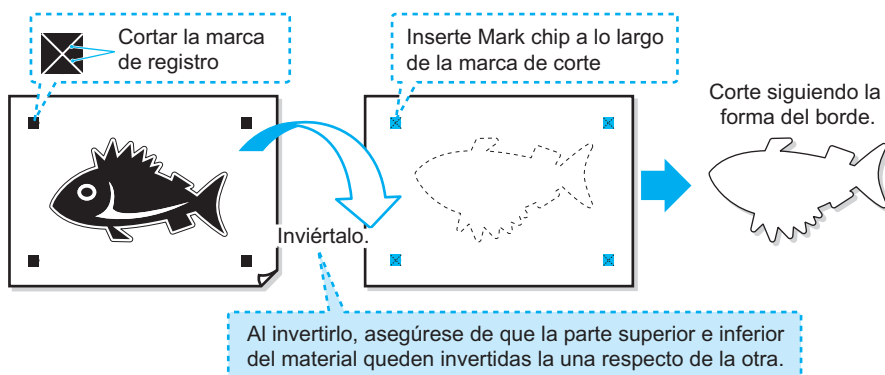 Cortar la marca
de registro
Inserte Mark chip a lo largo
de la marca de corte
Corte siguiendo la
forma del borde.
Inviértalo.
Al invertirlo, asegúrese de que la parte superior e inferior
del material queden invertidas la una respecto de la otra.